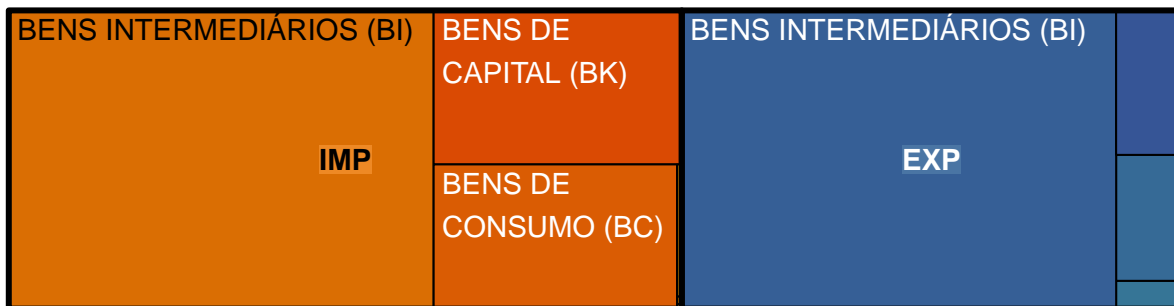 BENS INTERMEDIÁRIOS (BI)
IMP
BENS DE
CAPITAL (BK)
BENS DE
CONSUMO (BC)
BENS INTERMEDIÁRIOS (BI)
EXP